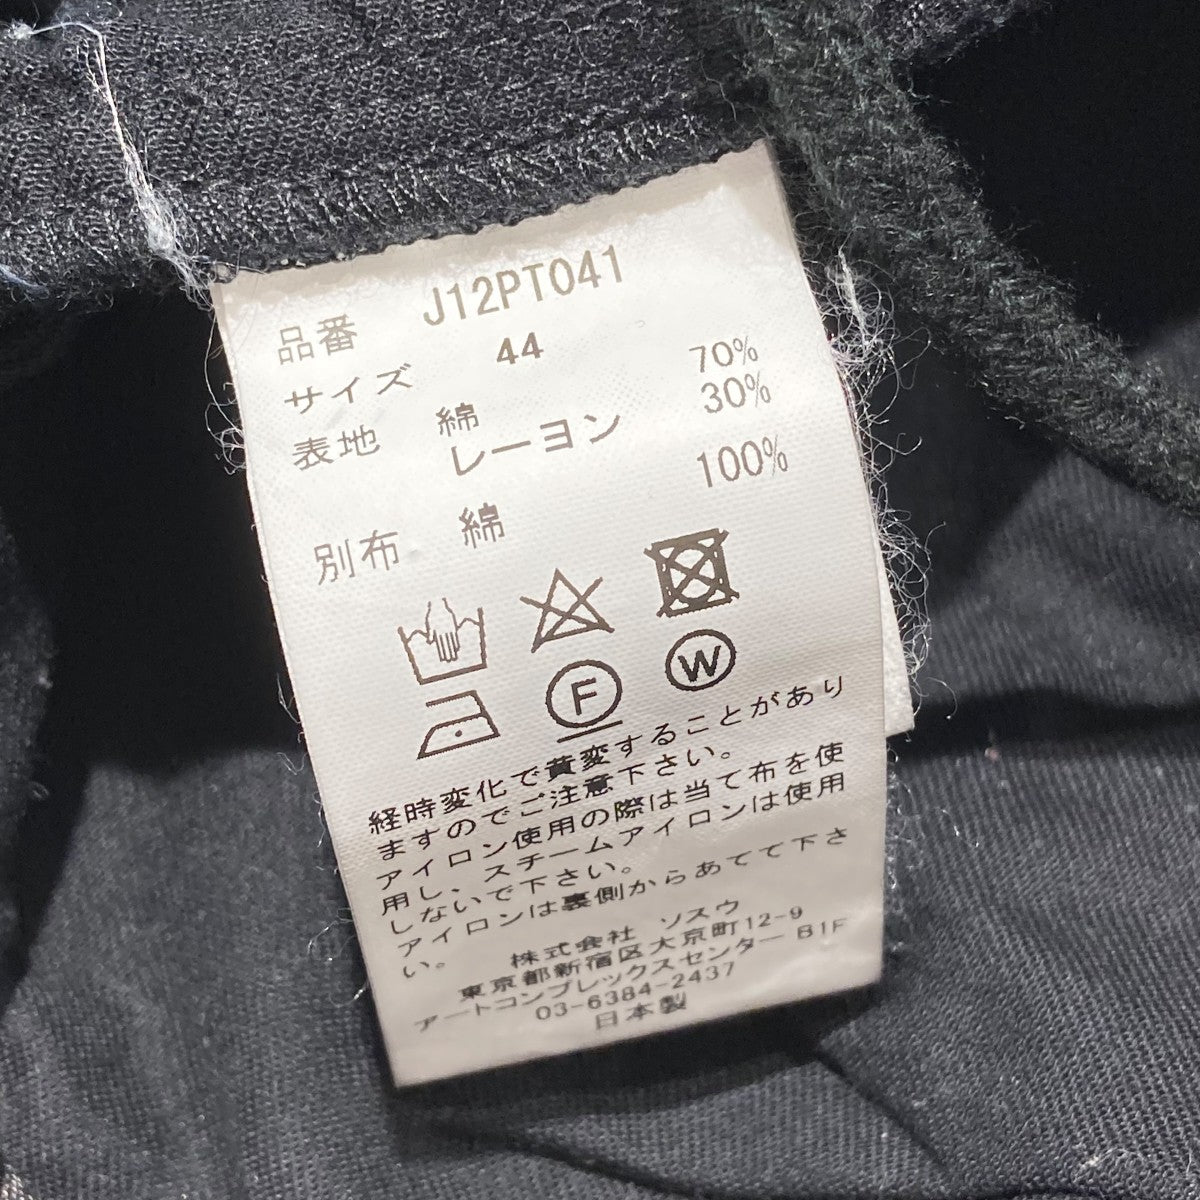 品番 J12PT041
サイズ 44
表地 綿 70%
レーヨン 30%
別布 綿 100%
F W
経時変化で黄変することがあり
ますのでご注意下さい。
アイロン使用の際は当て布を使
用し、スチームアイロンは使用
しないで下さい。
アイロンは裏側からあてて下さ
い。
株式会社 ソスウ
東京都新宿区大京町12-9
アートコンプレックスセンター B1F
03-6384-2437
日本製